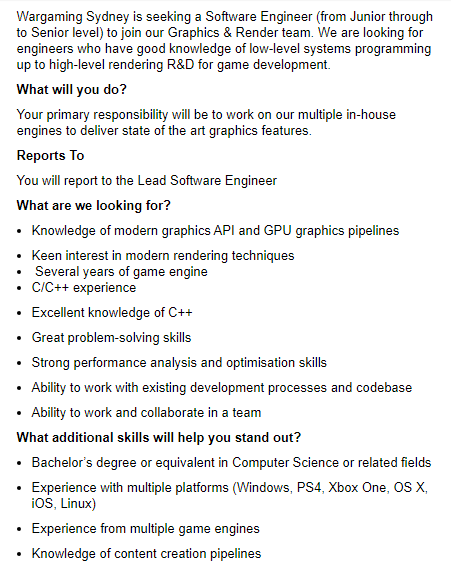 Wargaming Sydney is seeking a Software Engineer (from Junior through
to Senior level) to join our Graphics & Render team. We are looking for
engineers who have good knowledge of low-level systems programming
up to high-level rendering R&D for game development.
What will you do?
Your primary responsibility will be to work on our multiple in-house
engines to deliver state of the art graphics features.
Reports To
You will report to the Lead Software Engineer
What are we looking for?
• Knowledge of modern graphics API and GPU graphics pipelines
• Keen interest in modern rendering techniques
• Several years of game engine
• C/C++ experience
• Excellent knowledge of C++
• Great problem-solving skills
• Strong performance analysis and optimisation skills
• Ability to work with existing development processes and codebase
• Ability to work and collaborate in a team
What additional skills will help you stand out?
• Bachelor's degree or equivalent in Computer Science or related fields
• Experience with multiple platforms (Windows, PS4, Xbox One, OS X,
iOS, Linux)
• Experience from multiple game engines
• Knowledge of content creation pipelines